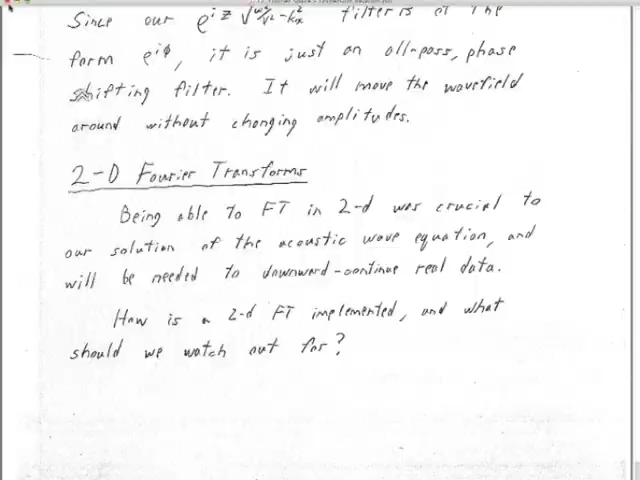 Since our e^{iz√(ω²/v² - kx²)} filter is of the
form e^{iϕ}, it is just an all-pass, phase
shifting filter. It will move the wavefield
around without changing amplitudes.
2-D Fourier Transforms
Being able to FT in 2-d was crucial to
our solution of the acoustic wave equation, and
will be needed to downward-continue real data.
How is a 2-d FT implemented, and what
should we watch out for?